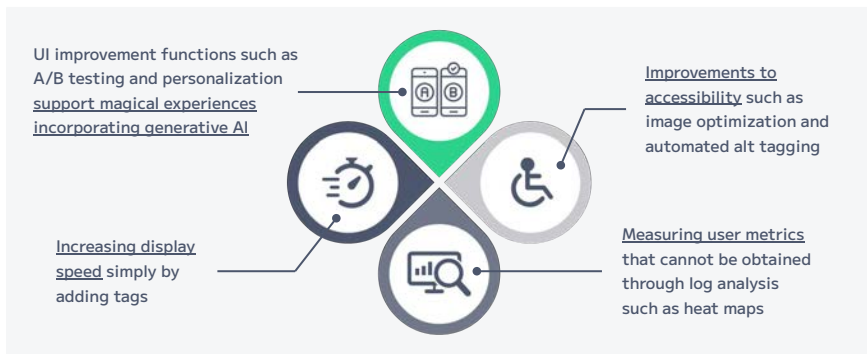 UI improvement functions such as
A/B testing and personalization
support magical experiences
incorporating generative AI
A B
Improvements to
accessibility such as
image optimization and
automated alt tagging
Increasing display
speed simply by
adding tags
Measuring user metrics
that cannot be obtained
through log analysis
such as heat maps